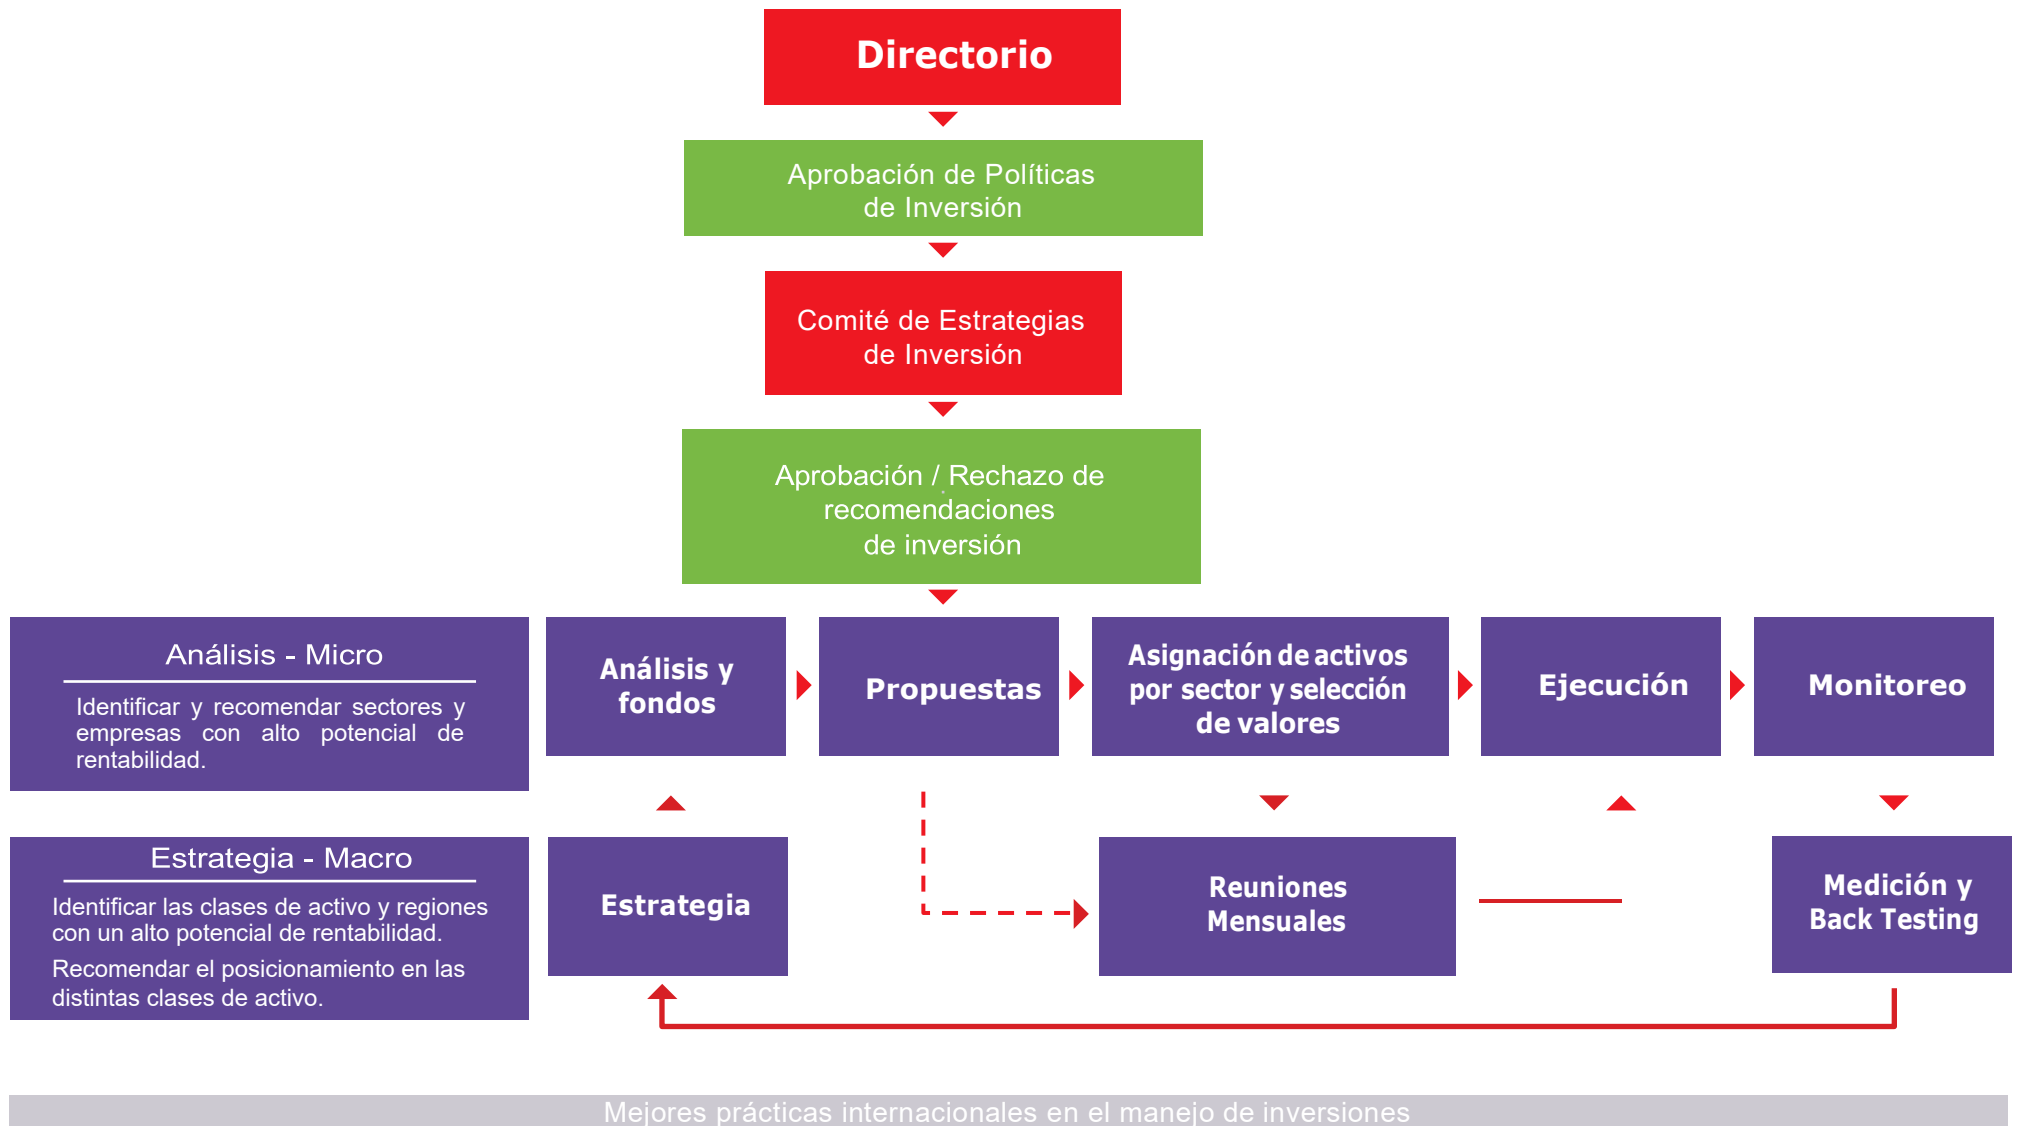 Directorio
Aprobación de Políticas
de Inversión
Comité de Estrategias
de Inversión
Aprobación / Rechazo de
recomendaciones
de inversión
Análisis - Micro
Identificar y recomendar sectores y
empresas con alto potencial de
rentabilidad.
Análisis y
fondos
Propuestas
Asignación de activos
por sector y selección
de valores
Ejecución
Monitoreo
Estrategia - Macro
Identificar las clases de activo y regiones
con un alto potencial de rentabilidad.
Recomendar el posicionamiento en las
distintas clases de activo.
Estrategia
Reuniones
Mensuales
Medición y
Back Testing
Mejores prácticas internacionales en el manejo de inversiones